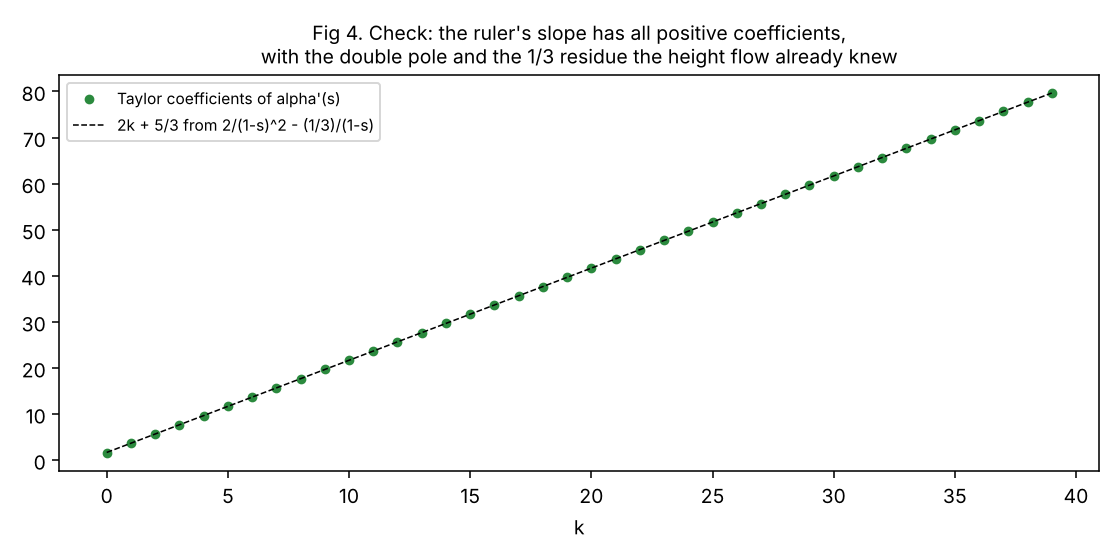 Fig 4. Check: the ruler's slope has all positive coefficients,
with the double pole and the 1/3 residue the height flow already knew
Taylor coefficients of alpha'(s)
2k + 5/3 from 2/(1-s)^2 - (1/3)/(1-s)
80
70
60
50
40
30
20
10
0
0 5 10 15 20 25 30 35 40
k